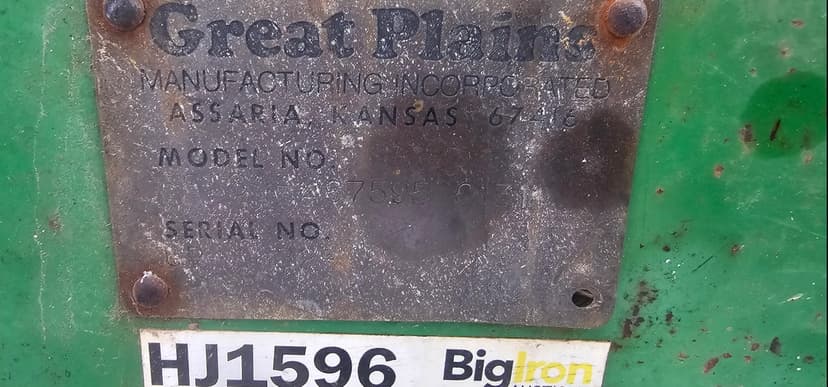 Great Plains
MANUFACTURING INCORPORATED
ASSARIA, KANSAS 67416
MODEL NO.
SERIAL NO.
HJ1596 BigIron